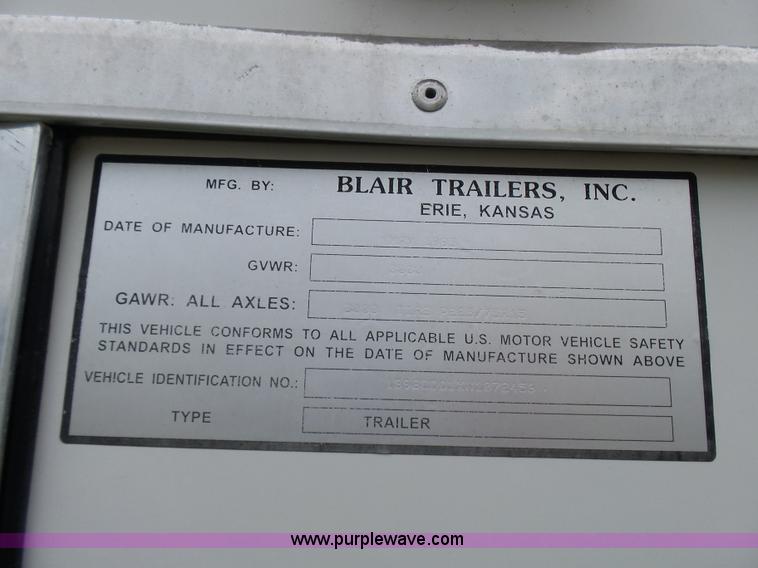 MFG. BY: BLAIR TRAILERS, INC.
ERIE, KANSAS
DATE OF MANUFACTURE:
GVWR:
GAWR: ALL AXLES:
THIS VEHICLE CONFORMS TO ALL APPLICABLE U.S. MOTOR VEHICLE SAFETY
STANDARDS IN EFFECT ON THE DATE OF MANUFACTURE SHOWN ABOVE
VEHICLE IDENTIFICATION NO.:
TYPE TRAILER
www.purplewave.com